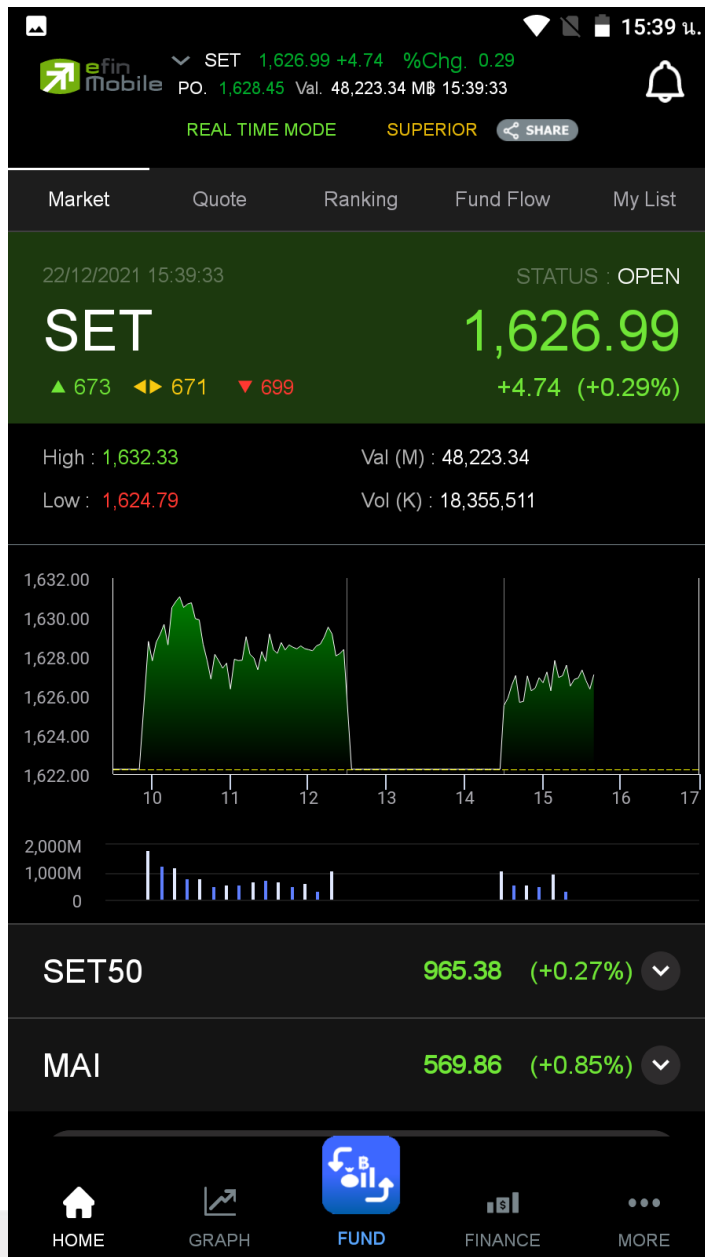 15:39 น.
efin Mobile
SET 1,626.99 +4.74 %Chg. 0.29
PO. 1,628.45 Val. 48,223.34 M฿ 15:39:33
REAL TIME MODE SUPERIOR SHARE
Market Quote Ranking Fund Flow My List
22/12/2021 15:39:33 STATUS : OPEN
SET 1,626.99
▲ 673 ◀▶ 671 ▼ 699 +4.74 (+0.29%)
High : 1,632.33 Val (M) : 48,223.34
Low : 1,624.79 Vol (K) : 18,355,511
1,632.00
1,630.00
1,628.00
1,626.00
1,624.00
1,622.00
10 11 12 13 14 15 16 17
2,000M
1,000M
0
SET50 965.38 (+0.27%)
MAI 569.86 (+0.85%)
B
oil
HOME GRAPH FUND FINANCE MORE